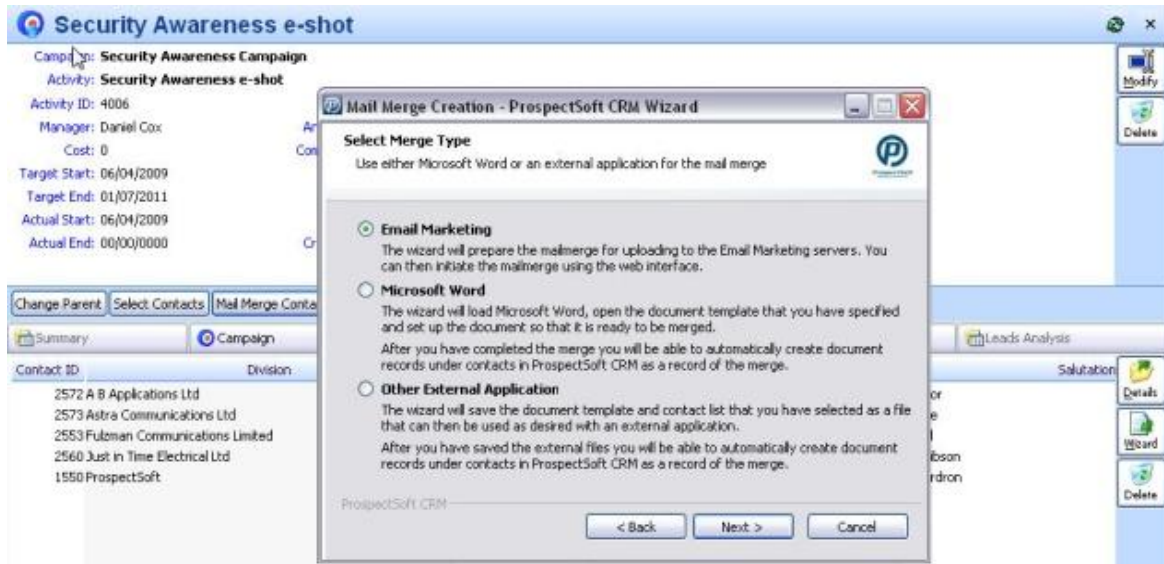 Security Awareness e-shot
Campaign: Security Awareness Campaign
Activity: Security Awareness e-shot
Activity ID: 4006
Manager: Daniel Cox
Cost: 0
Target Start: 06/04/2009
Target End: 01/07/2011
Actual Start: 06/04/2009
Actual End: 00/00/0000
Modify
Delete
Mail Merge Creation - ProspectSoft CRM Wizard
Select Merge Type
Use either Microsoft Word or an external application for the mail merge
Email Marketing
The wizard will prepare the mailmerge for uploading to the Email Marketing servers. You
can then initiate the mailmerge using the web interface.
Microsoft Word
The wizard will load Microsoft Word, open the document template that you have specified
and set up the document so that it is ready to be merged.
After you have completed the merge you will be able to automatically create document
records under contacts in ProspectSoft CRM as a record of the merge.
Other External Application
The wizard will save the document template and contact list that you have selected as a file
that can then be used as desired with an external application.
After you have saved the external files you will be able to automatically create document
records under contacts in ProspectSoft CRM as a record of the merge.
ProspectSoft CRM
< Back Next > Cancel
Change Parent Select Contacts Mail Merge Conta
Summary Campaign Leads Analysis
Contact ID Division Salutation
2572 A B Applications Ltd or
2573 Astra Communications Ltd e
2553 Fulzman Communications Limited
2560 Just in Time Electrical Ltd bson
1550 ProspectSoft rdron
Details
Wizard
Delete